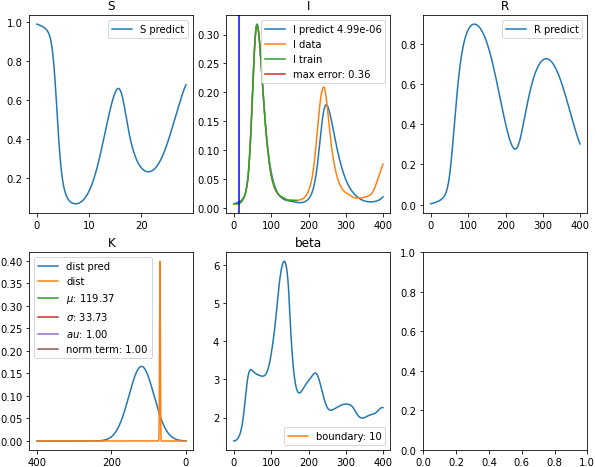 S
I
R
S predict
I predict 4.99e-06
I data
I train
max error: 0.36
R predict
1.0
0.8
0.6
0.4
0.2
0.30
0.25
0.20
0.15
0.10
0.05
0.00
0.8
0.6
0.4
0.2
0.0
0 10 20
0 100 200 300 400
0 100 200 300 400
K
beta
dist pred
dist
μ: 119.37
σ: 33.73
au: 1.00
norm term: 1.00
0.40
0.35
0.30
0.25
0.20
0.15
0.10
0.05
0.00
6
5
4
3
2
boundary: 10
1.0
0.8
0.6
0.4
0.2
0.0
400 200 0
0 100 200 300 400
0.0 0.2 0.4 0.6 0.8 1.0